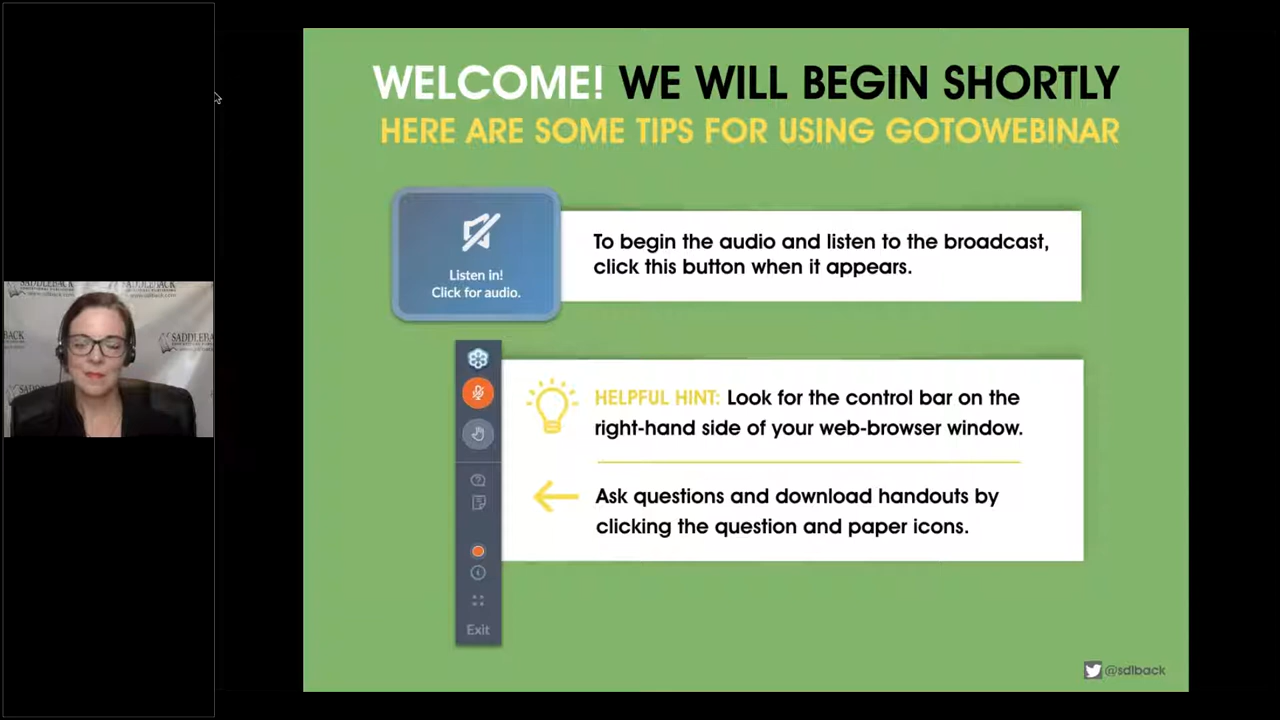 WELCOME! WE WILL BEGIN SHORTLY
HERE ARE SOME TIPS FOR USING GOTOWEBINAR
Listen in!
Click for audio.
To begin the audio and listen to the broadcast,
click this button when it appears.
HELPFUL HINT: Look for the control bar on the
right-hand side of your web-browser window.
Ask questions and download handouts by
clicking the question and paper icons.
Exit
@sdlback
SADDLEBACK